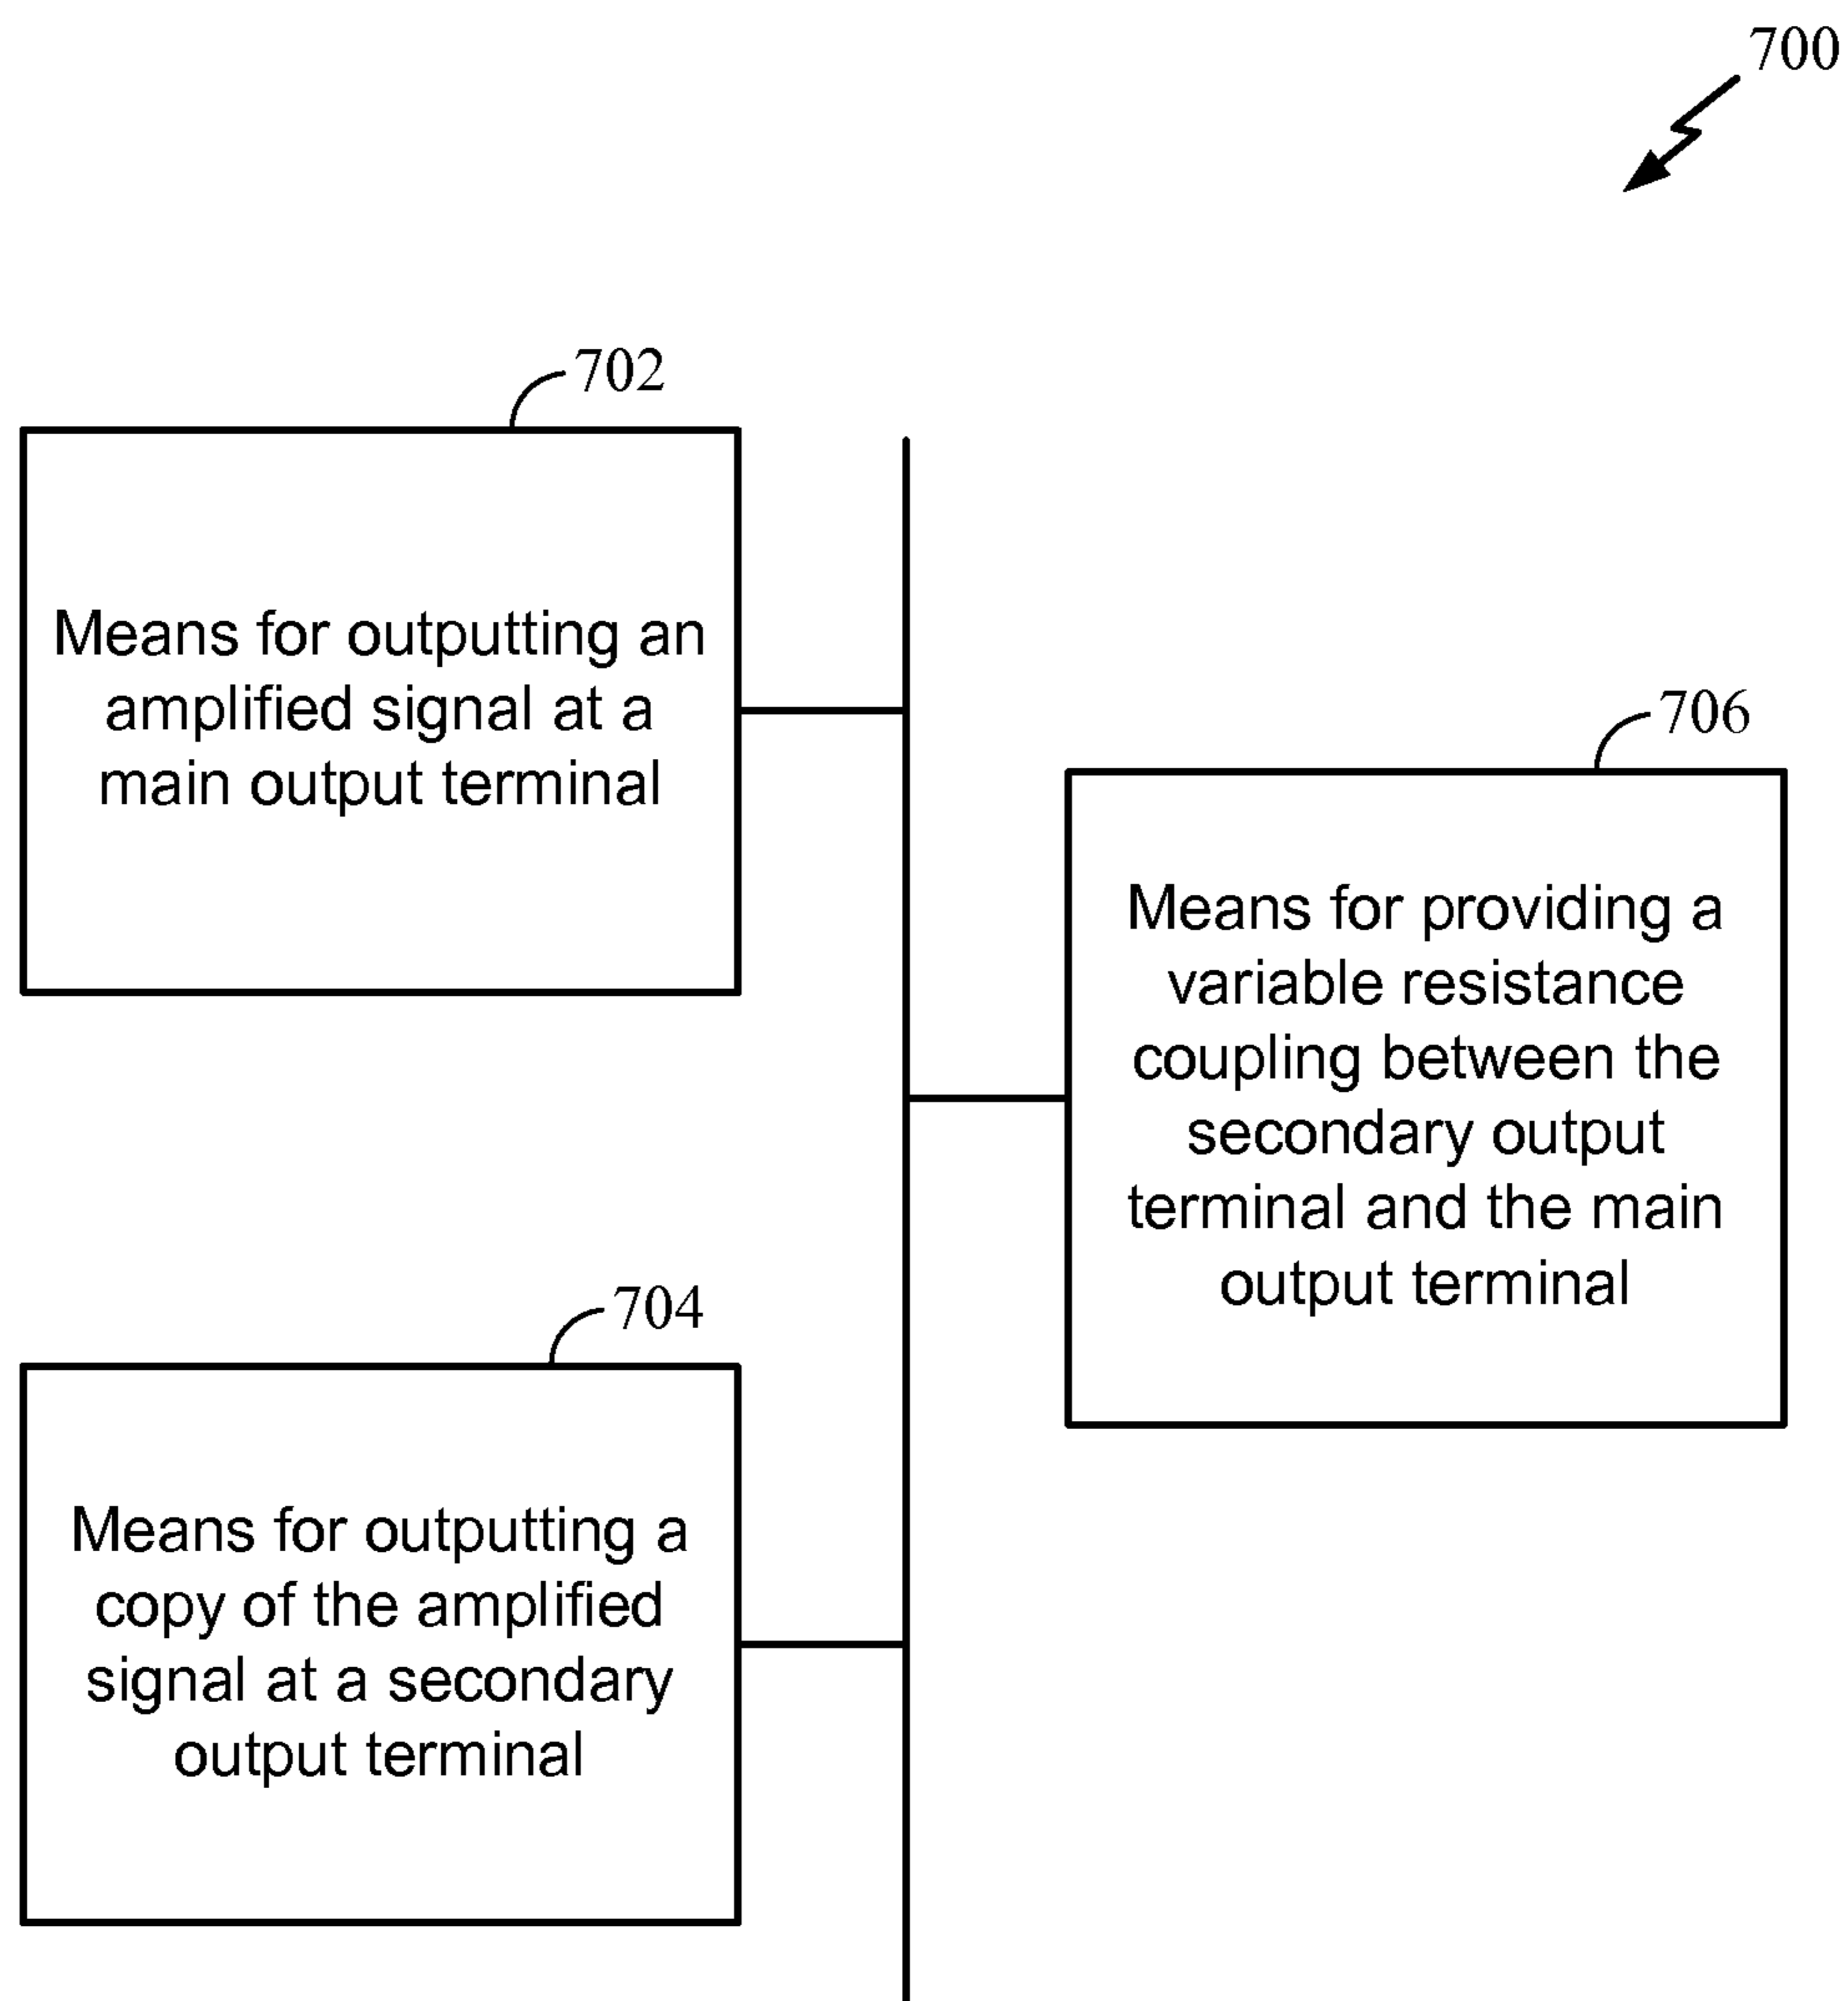 700
702
Means for outputting an
amplified signal at a
main output terminal
706
Means for providing a
variable resistance
coupling between the
secondary output
terminal and the main
output terminal
704
Means for outputting a
copy of the amplified
signal at a secondary
output terminal